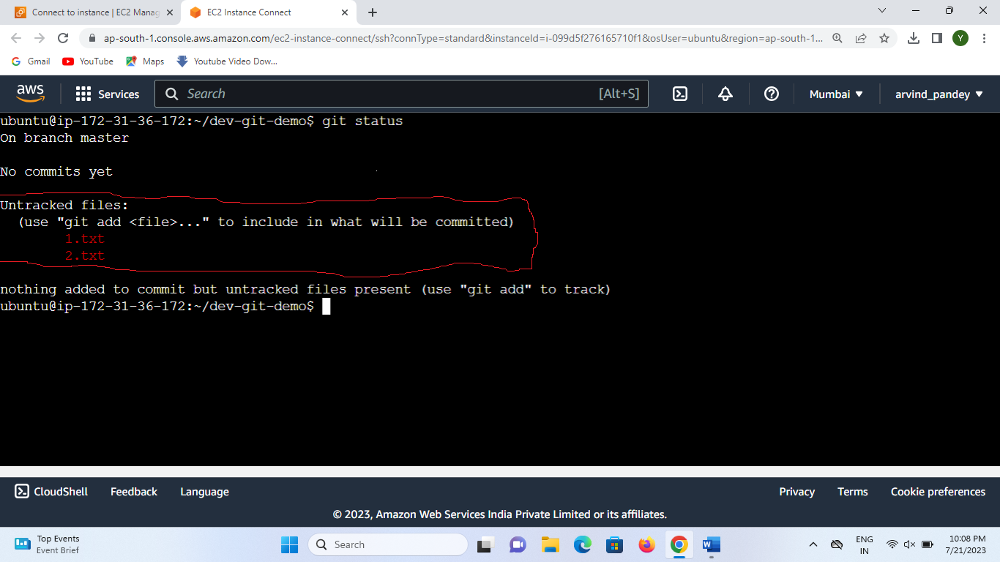 Connect to instance | EC2 Manag
EC2 Instance Connect
ap-south-1.console.aws.amazon.com/ec2-instance-connect/ssh?connType=standard&instanceId=i-099d5f276165710f1&osUser=ubuntu&region=ap-south-1...
Y
Gmail
YouTube
Maps
Youtube Video Dow...
aws
Services
Search
[Alt+S]
Mumbai
arvind_pandey
ubuntu@ip-172-31-36-172:~/dev-git-demo$ git status
On branch master
No commits yet
Untracked files:
(use "git add <file>..." to include in what will be committed)
1.txt
2.txt
nothing added to commit but untracked files present (use "git add" to track)
ubuntu@ip-172-31-36-172:~/dev-git-demo$
CloudShell
Feedback
Language
Privacy
Terms
Cookie preferences
© 2023, Amazon Web Services India Private Limited or its affiliates.
Top Events
Event Brief
Search
ENG
IN
10:08 PM
7/21/2023